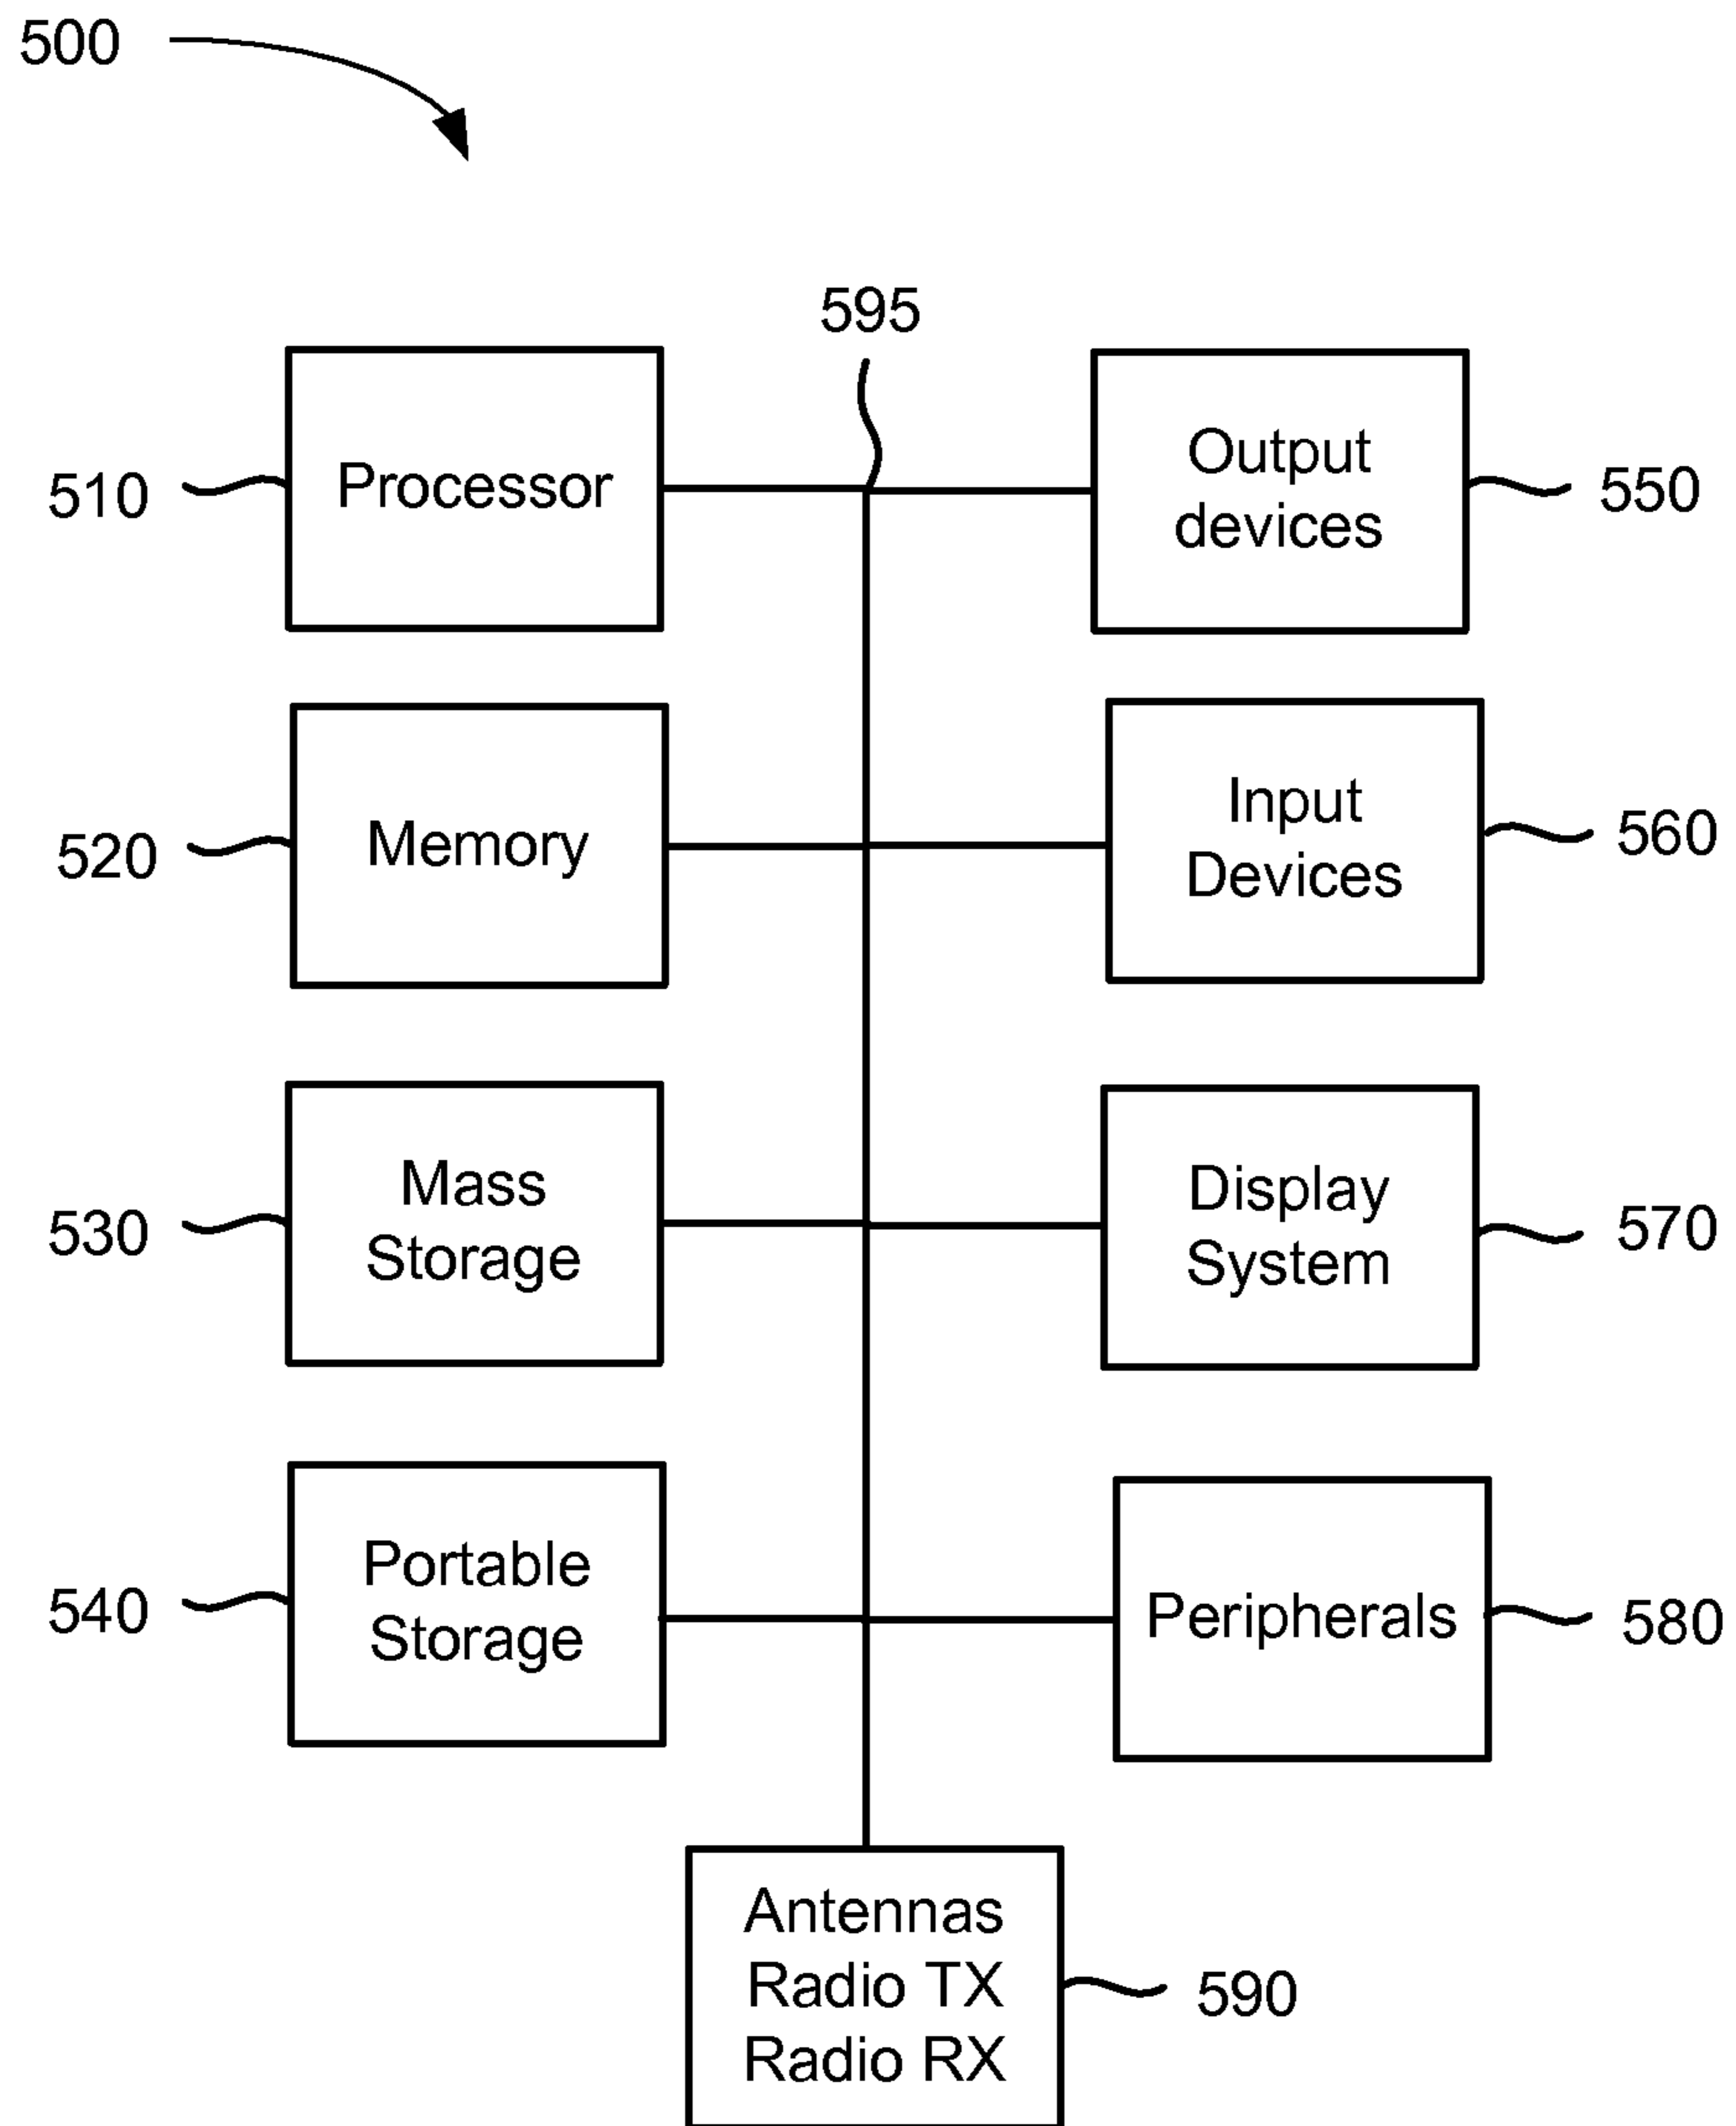 500
595
510
Processor
Output
devices
550
520
Memory
Input
Devices
560
530
Mass
Storage
Display
System
570
540
Portable
Storage
Peripherals
580
Antennas
Radio TX
Radio RX
590